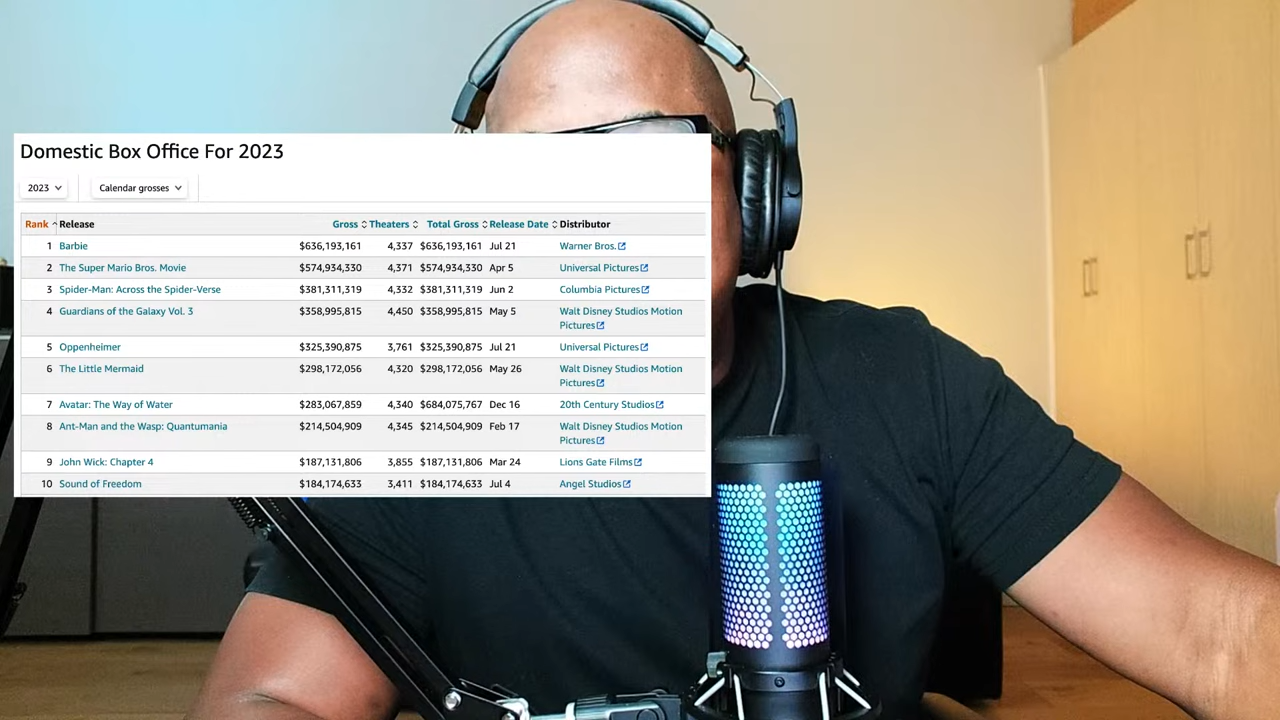 Domestic Box Office For 2023
2023 Calendar grosses
Rank Release Gross Theaters Total Gross Release Date Distributor
1 Barbie $636,193,161 4,337 $636,193,161 Jul 21 Warner Bros.
2 The Super Mario Bros. Movie $574,934,330 4,371 $574,934,330 Apr 5 Universal Pictures
3 Spider-Man: Across the Spider-Verse $381,311,319 4,332 $381,311,319 Jun 2 Columbia Pictures
4 Guardians of the Galaxy Vol. 3 $358,995,815 4,450 $358,995,815 May 5 Walt Disney Studios Motion
Pictures
5 Oppenheimer $325,390,875 3,761 $325,390,875 Jul 21 Universal Pictures
6 The Little Mermaid $298,172,056 4,320 $298,172,056 May 26 Walt Disney Studios Motion
Pictures
7 Avatar: The Way of Water $283,067,859 4,340 $684,075,767 Dec 16 20th Century Studios
8 Ant-Man and the Wasp: Quantumania $214,504,909 4,345 $214,504,909 Feb 17 Walt Disney Studios Motion
Pictures
9 John Wick: Chapter 4 $187,131,806 3,855 $187,131,806 Mar 24 Lions Gate Films
10 Sound of Freedom $184,174,633 3,411 $184,174,633 Jul 4 Angel Studios